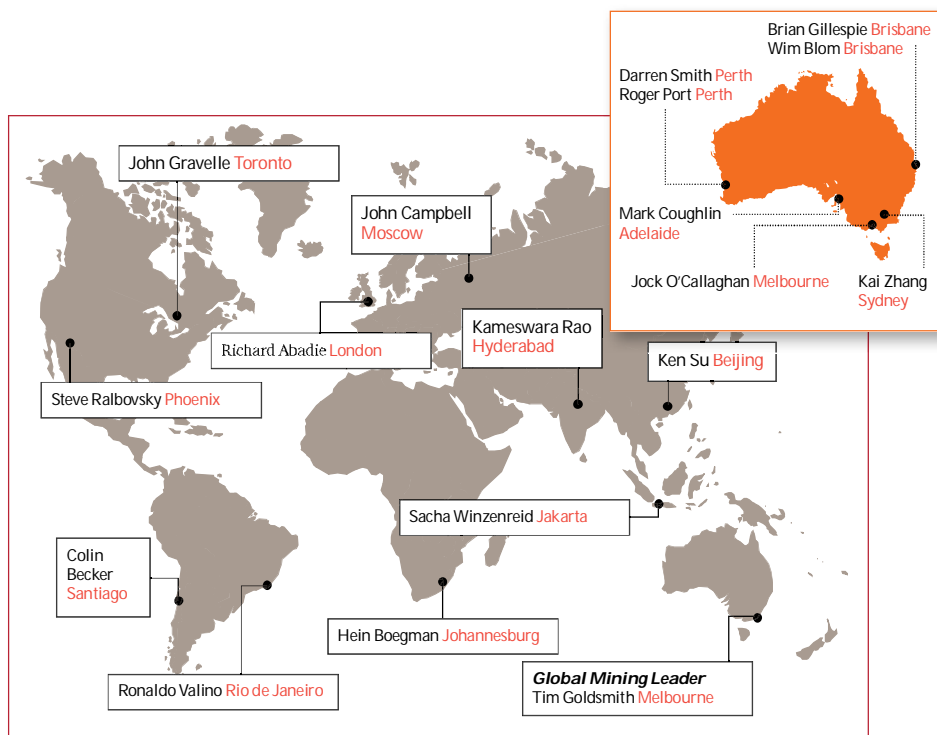 Brian Gillespie Brisbane
Wim Blom Brisbane
Darren Smith Perth
Roger Port Perth
Mark Coughlin
Adelaide
Jock O'Callaghan Melbourne
Kai Zhang
Sydney
John Gravelle Toronto
John Campbell
Moscow
Richard Abadie London
Kameswara Rao
Hyderabad
Ken Su Beijing
Steve Ralbovsky Phoenix
Sacha Winzenreid Jakarta
Colin
Becker
Santiago
Hein Boegman Johannesburg
Ronaldo Valino Rio de Janeiro
Global Mining Leader
Tim Goldsmith Melbourne